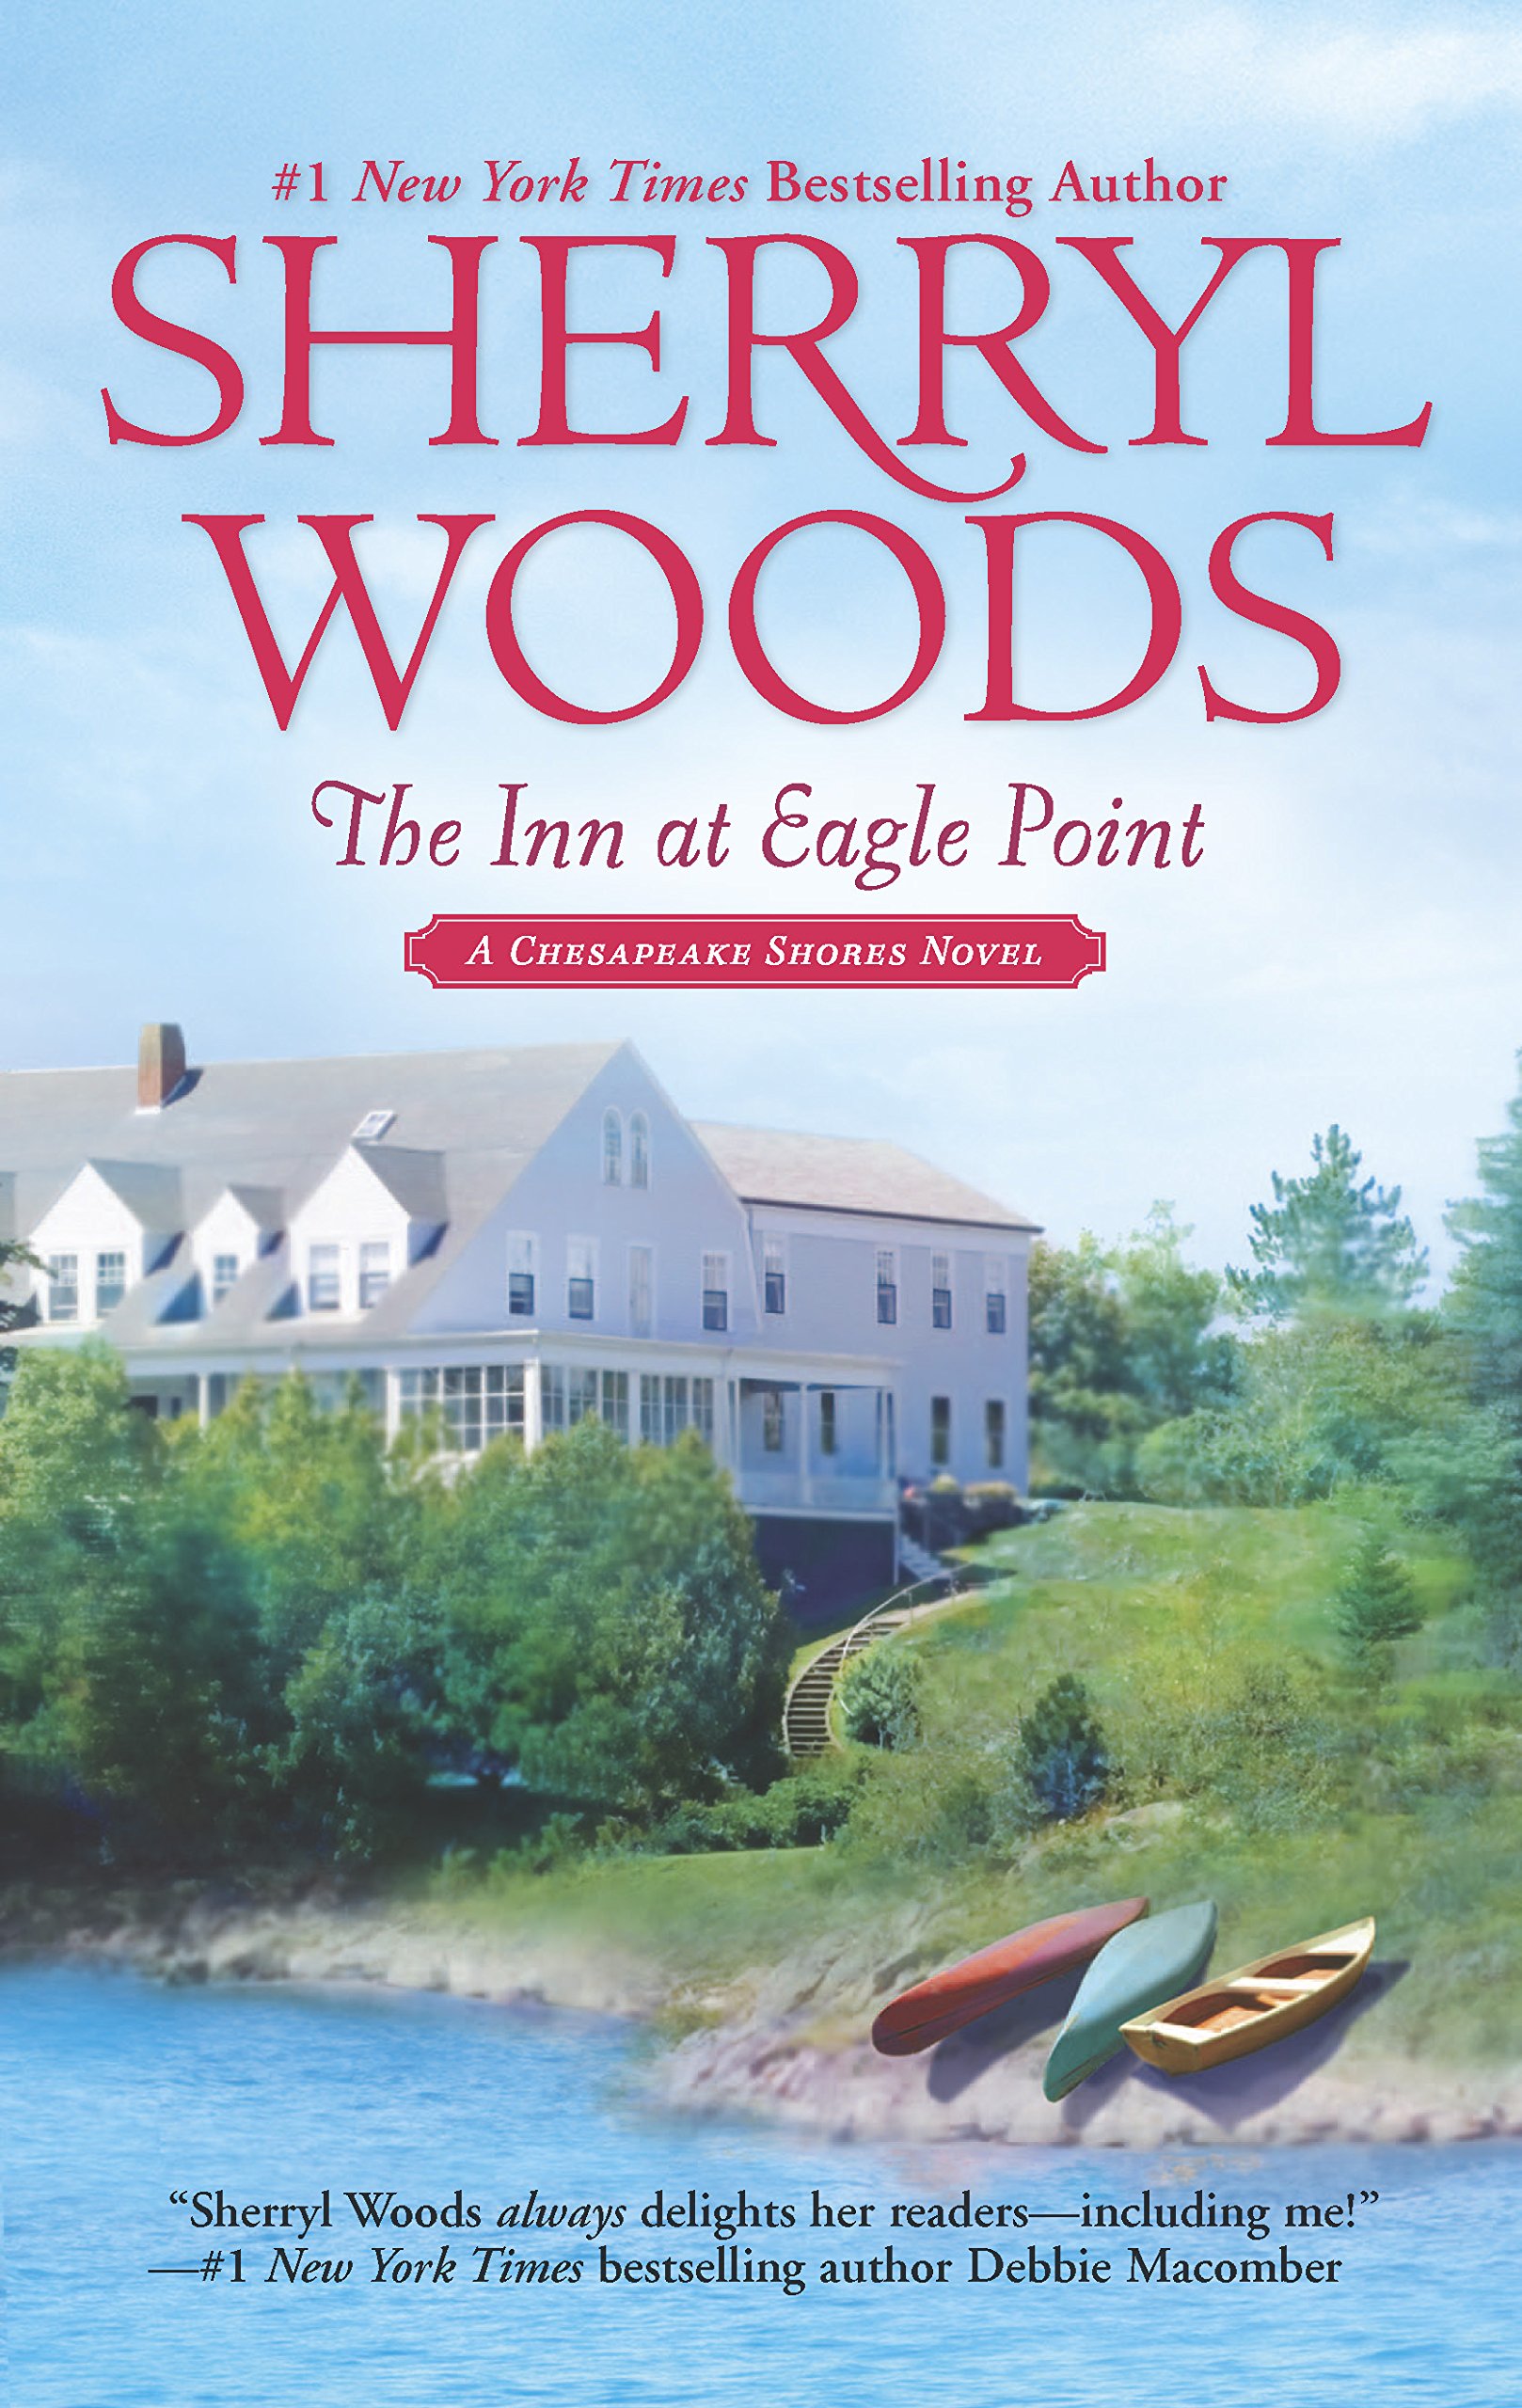 #1 New York Times Bestselling Author
SHERRYL
WOODS
The Inn at Eagle Point
A CHESAPEAKE SHORES NOVEL
“Sherryl Woods always delights her readers—including me!”
—#1 New York Times bestselling author Debbie Macomber